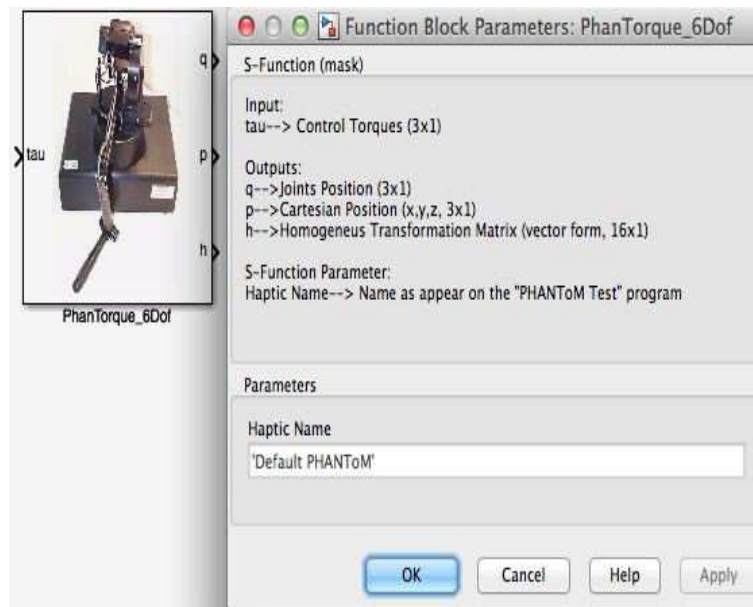 tau
q
p
h
PhanTorque_6Dof
Function Block Parameters: PhanTorque_6Dof
S-Function (mask)
Input:
tau--> Control Torques (3x1)
Outputs:
q-->Joints Position (3x1)
p-->Cartesian Position (x,y,z, 3x1)
h-->Homogeneus Transformation Matrix (vector form, 16x1)
S-Function Parameter:
Haptic Name--> Name as appear on the "PHANToM Test" program
Parameters
Haptic Name
'Default PHANToM'
OK
Cancel
Help
Apply